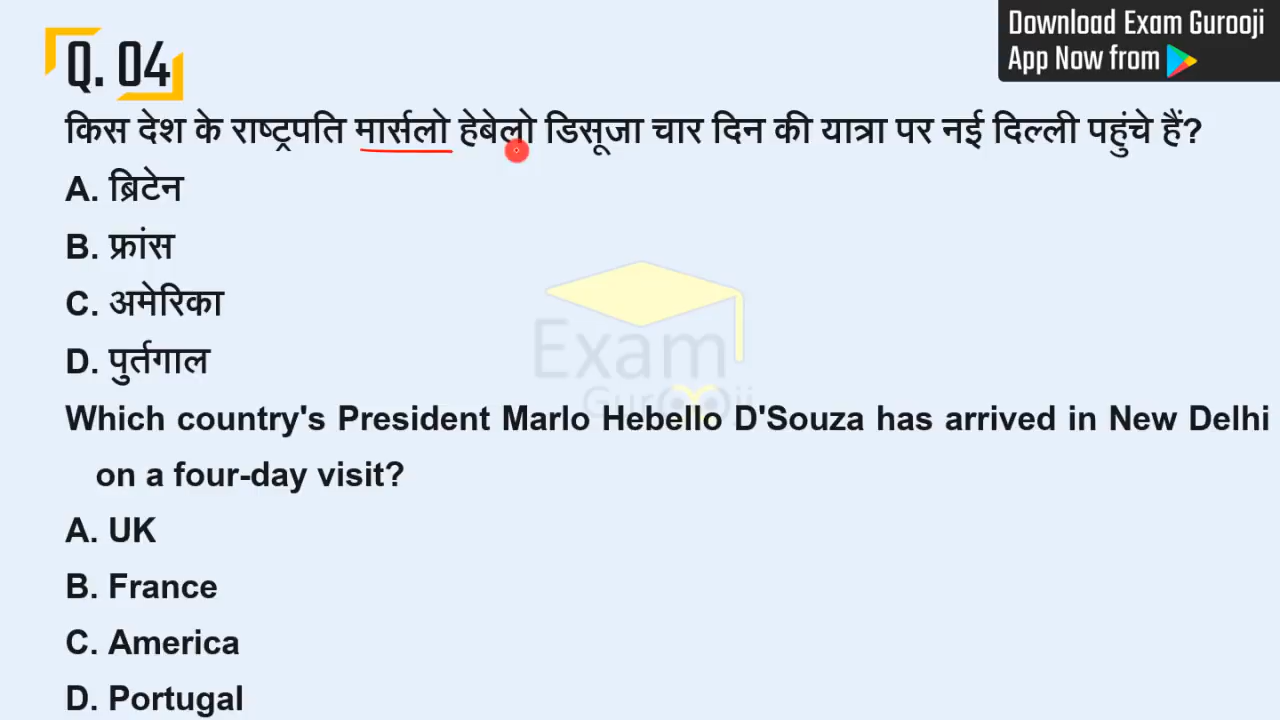 Download Exam Gurooji
App Now from
Q. 04
किस देश के राष्ट्रपति मार्सलो हेबेलो डिसूजा चार दिन की यात्रा पर नई दिल्ली पहुंचे हैं?
A. ब्रिटेन
B. फ्रांस
C. अमेरिका
D. पुर्तगाल
Exam
Gurooji
Which country's President Marlo Hebello D'Souza has arrived in New Delhi
on a four-day visit?
A. UK
B. France
C. America
D. Portugal